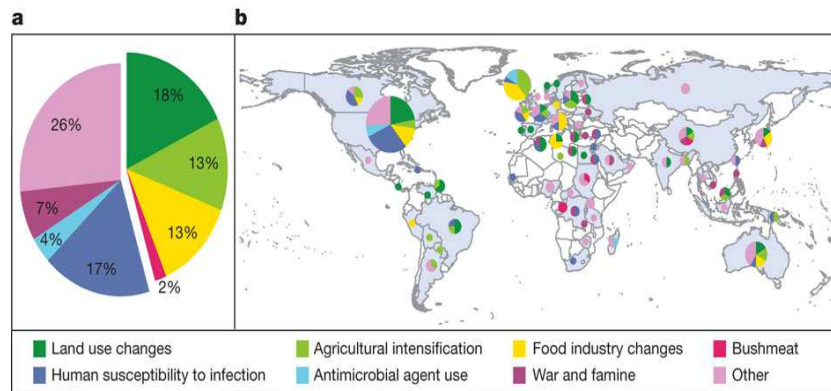 a
b
18%
13%
13%
2%
17%
4%
7%
26%
Land use changes
Agricultural intensification
Food industry changes
Bushmeat
Human susceptibility to infection
Antimicrobial agent use
War and famine
Other